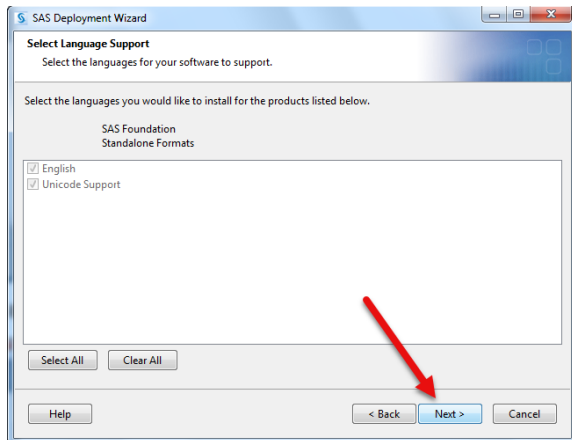 SAS Deployment Wizard
Select Language Support
Select the languages for your software to support.
Select the languages you would like to install for the products listed below.
SAS Foundation
Standalone Formats
English
Unicode Support
Select All Clear All
Help < Back Next > Cancel